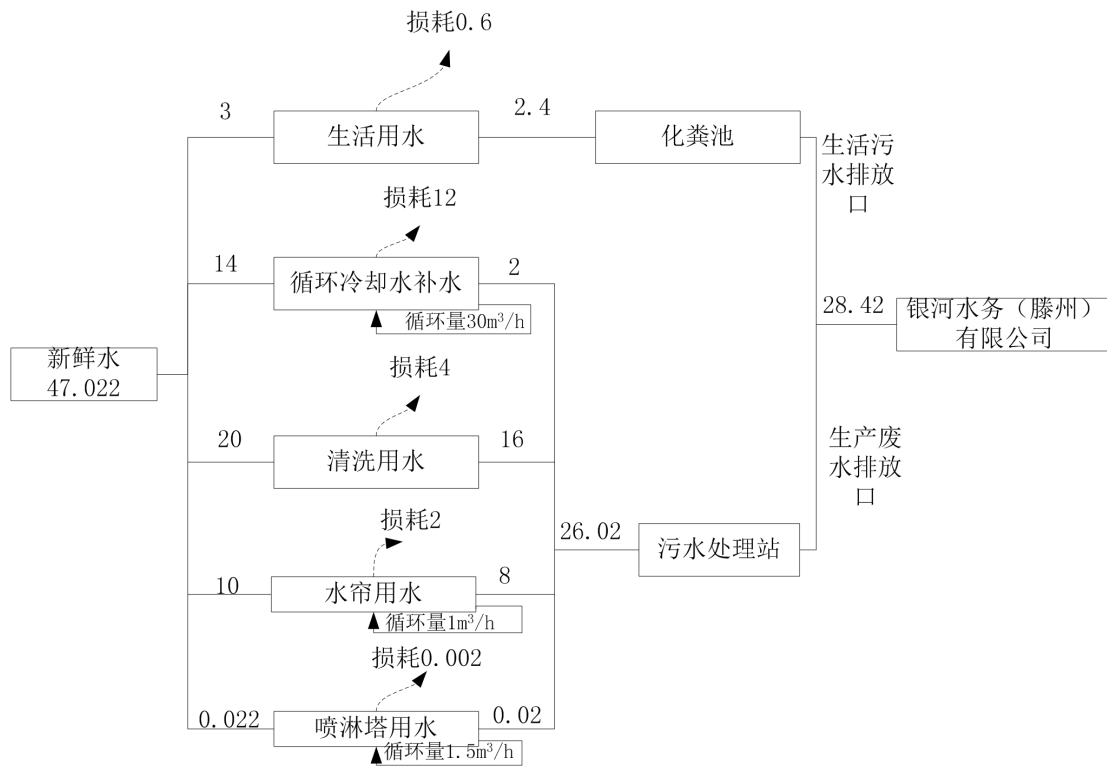 损耗0.6
3
生活用水
2.4
化粪池
生活污
水排放
口
损耗12
14
循环冷却水补水
2
循环量30m³/h
28.42
银河水务（滕州）
有限公司
新鲜水
47.022
损耗4
20
清洗用水
16
生产废
水排放
口
损耗2
26.02
污水处理站
10
水帘用水
8
循环量1m³/h
损耗0.002
0.022
喷淋塔用水
0.02
循环量1.5m³/h